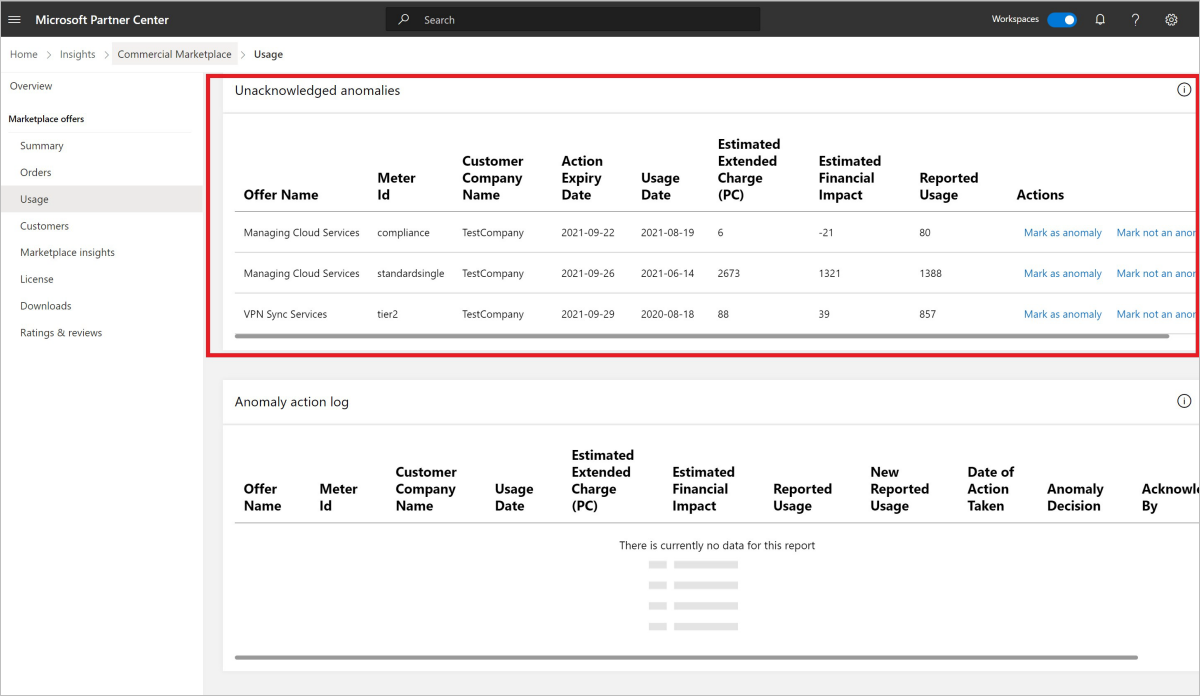 Microsoft Partner Center
Search
Workspaces
Home > Insights > Commercial Marketplace > Usage
Overview
Marketplace offers
Summary
Orders
Usage
Customers
Marketplace insights
License
Downloads
Ratings & reviews
Unacknowledged anomalies
Offer Name
Meter
Id
Customer
Company
Name
Action
Expiry
Date
Usage
Date
Estimated
Extended
Charge
(PC)
Estimated
Financial
Impact
Reported
Usage
Actions
Managing Cloud Services compliance TestCompany 2021-09-22 2021-08-19 6 -21 80 Mark as anomaly Mark not an anor
Managing Cloud Services standardsingle TestCompany 2021-09-26 2021-06-14 2673 1321 1388 Mark as anomaly Mark not an anor
VPN Sync Services tier2 TestCompany 2021-09-29 2020-08-18 88 39 857 Mark as anomaly Mark not an anor
Anomaly action log
Offer
Name
Meter
Id
Customer
Company
Name
Usage
Date
Estimated
Extended
Charge
(PC)
Estimated
Financial
Impact
Reported
Usage
New
Reported
Usage
Date of
Action
Taken
Anomaly
Decision
Acknowle
By
There is currently no data for this report